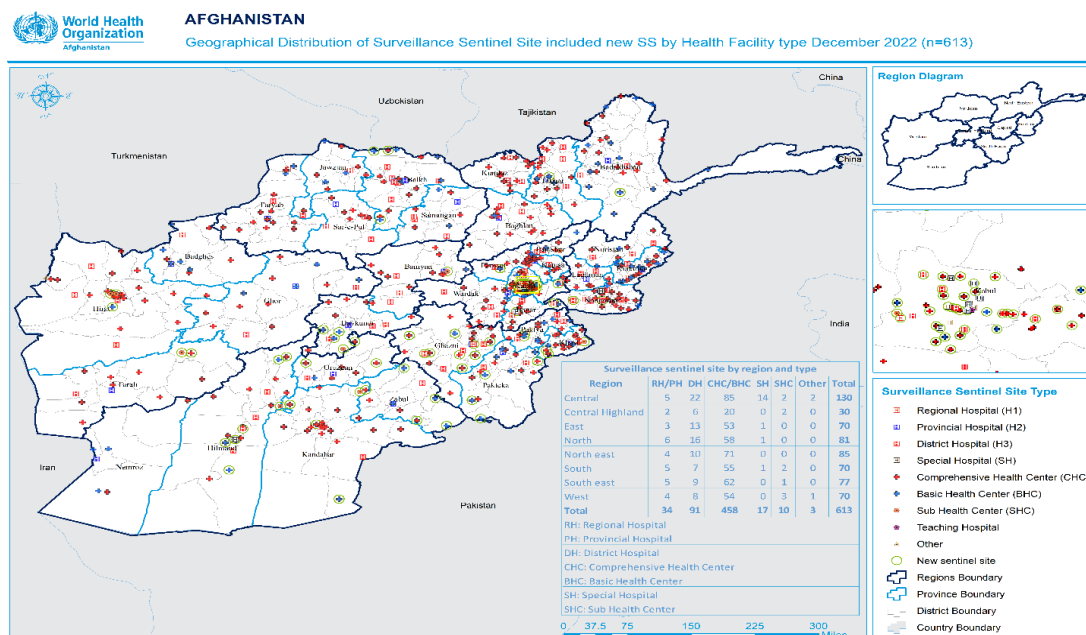 World Health
Organization
Afghanistan
AFGHANISTAN
Geographical Distribution of Surveillance Sentinel Site included new SS by Health Facility type December 2022 (n=613)
China
Uzbekistan
Tajikistan
Turkmenistan
China
India
Iran
Pakistan
Jawzjan
Balkh
Kunduz
Badakhshan
Faryab
Samangan
Sar-e-Pul
Baghlan
Badghis
Bamyan
Nuristan
Wardak
Ghor
Hirat
Ghazni
Paktya
Uruzgan
Paktika
Farah
Zabul
Hilmand
Kandahar
Nemroz
Surveillance sentinel site by region and type
Region RH/PH DH CHC/BHC SH SHC Other Total
Central 5 22 85 14 2 2 130
Central Highland 2 6 20 0 2 0 30
East 3 13 53 1 0 0 70
North 6 16 58 1 0 0 81
North east 4 10 71 0 0 0 85
South 5 7 55 1 2 0 70
South east 5 9 62 0 1 0 77
West 4 8 54 0 3 1 70
Total 34 91 458 17 10 3 613
RH: Regional Hospital
PH: Provincial Hospital
DH: District Hospital
CHC: Comprehensive Health Center
BHC: Basic Health Center
SH: Special Hospital
SHC: Sub Health Center
0 37.5 75 150 225 300
Miles
Region Diagram
Kabul
Surveillance Sentinel Site Type
Regional Hospital (H1)
Provincial Hospital (H2)
District Hospital (H3)
Special Hospital (SH)
Comprehensive Health Center (CHC
Basic Health Center (BHC)
Sub Health Center (SHC)
Teaching Hospital
Other
New sentinel site
Regions Boundary
Province Boundary
District Boundary
Country Boundary